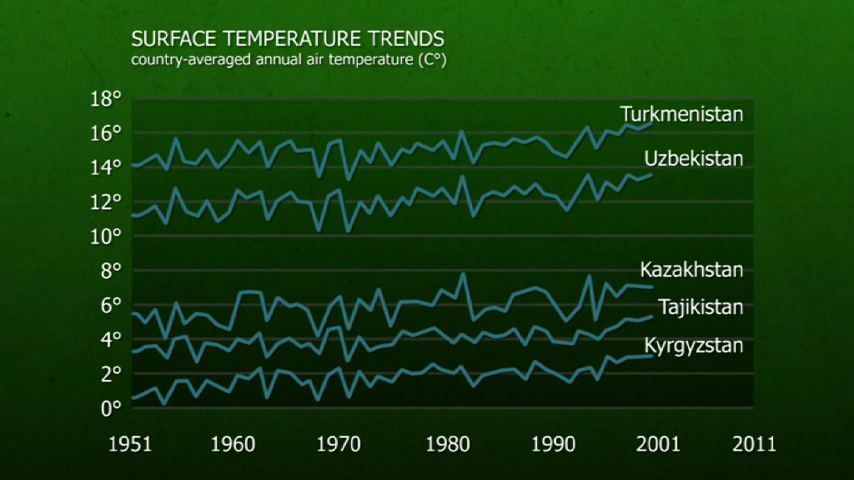 SURFACE TEMPERATURE TRENDS
country-averaged annual air temperature (C°)
18°
Turkmenistan
16°
Uzbekistan
14°
12°
10°
8°
Kazakhstan
6°
Tajikistan
4°
Kyrgyzstan
2°
0°
1951 1960 1970 1980 1990 2001 2011